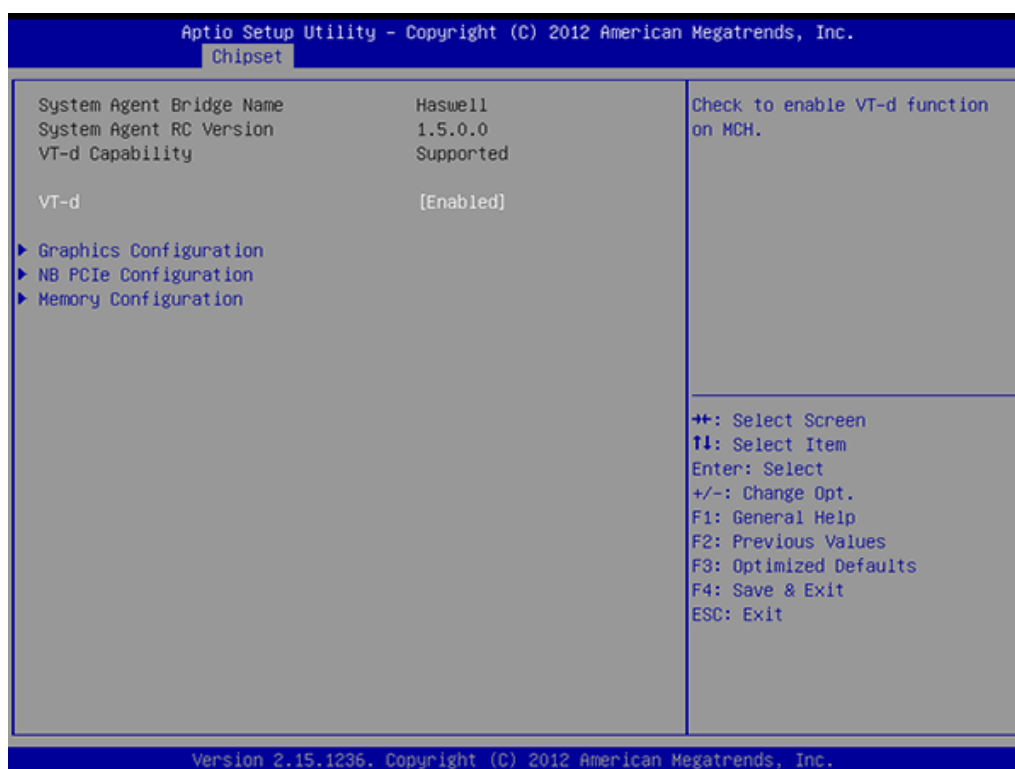 Aptio Setup Utility – Copyright (C) 2012 American Megatrends, Inc.
Chipset
System Agent Bridge Name Haswell
System Agent RC Version 1.5.0.0
VT-d Capability Supported
VT-d [Enabled]
► Graphics Configuration
► NB PCIe Configuration
► Memory Configuration
Check to enable VT-d function
on MCH.
→←: Select Screen
↑↓: Select Item
Enter: Select
+/-: Change Opt.
F1: General Help
F2: Previous Values
F3: Optimized Defaults
F4: Save & Exit
ESC: Exit
Version 2.15.1236. Copyright (C) 2012 American Megatrends, Inc.